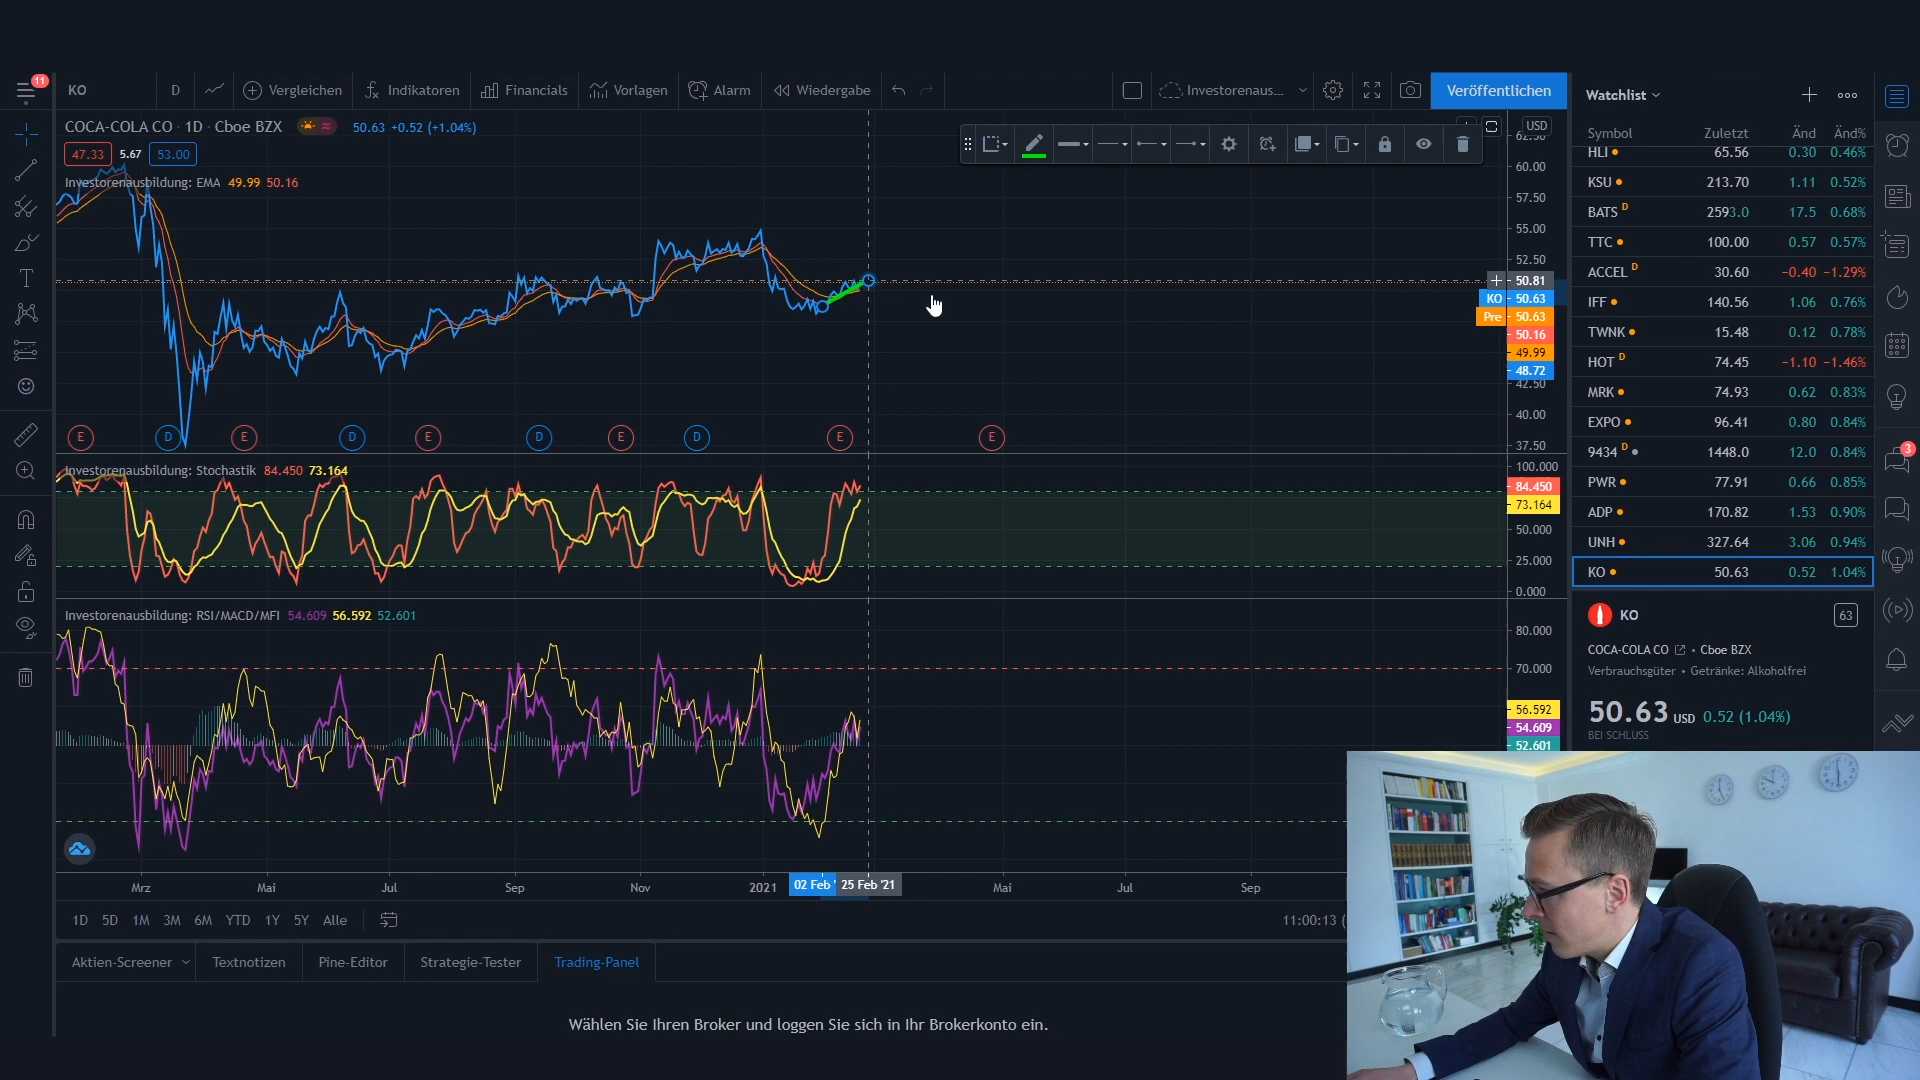 11
KO D Vergleichen Indikatoren Financials Vorlagen Alarm Wiedergabe Investorenaus... Veröffentlichen
COCA-COLA CO · 1D · Cboe BZX 50.63 +0.52 (+1.04%)
47.33 5.67 53.00
Investorenausbildung: EMA 49.99 50.16
USD
60.00
57.50
55.00
52.50
50.81
KO 50.63
Pre 50.63
50.16
49.99
48.72
42.50
40.00
37.50
E D E D E D E D E E
Investorenausbildung: Stochastik 84.450 73.164
100.000
84.450
73.164
50.000
25.000
0.000
Investorenausbildung: RSI/MACD/MFI 54.609 56.592 52.601
80.000
70.000
56.592
54.609
52.601
Mrz Mai Jul Sep Nov 2021 02 Feb ' 25 Feb '21 Mai Jul Sep
1D 5D 1M 3M 6M YTD 1Y 5Y Alle 11:00:13 (
Aktien-Screener Textnotizen Pine-Editor Strategie-Tester Trading-Panel
Wählen Sie Ihren Broker und loggen Sie sich in Ihr Brokerkonto ein.
Watchlist
Symbol Zuletzt Änd Änd%
HLI 65.56 0.30 0.46%
KSU 213.70 1.11 0.52%
BATS D 2593.0 17.5 0.68%
TTC 100.00 0.57 0.57%
ACCEL D 30.60 −0.40 −1.29%
IFF 140.56 1.06 0.76%
TWNK 15.48 0.12 0.78%
HOT D 74.45 −1.10 −1.46%
MRK 74.93 0.62 0.83%
EXPO 96.41 0.80 0.84%
9434 D 1448.0 12.0 0.84%
PWR 77.91 0.66 0.85%
ADP 170.82 1.53 0.90%
UNH 327.64 3.06 0.94%
KO 50.63 0.52 1.04%
KO 63
COCA-COLA CO • Cboe BZX
Verbrauchsgüter • Getränke: Alkoholfrei
50.63 USD 0.52 (1.04%)
BEI SCHLUSS
3